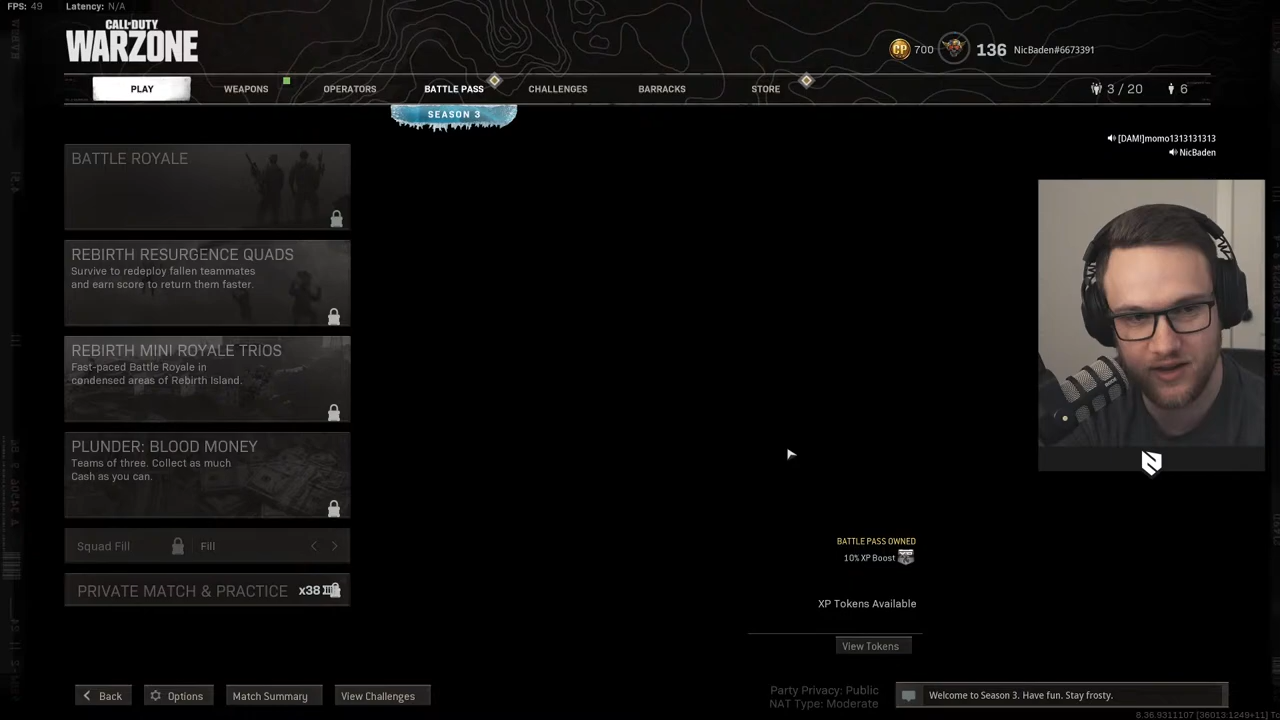 FPS: 49
Latency: N/A
CALL OF DUTY
WARZONE
CP 700
136
NicBaden#6673391
PLAY
WEAPONS
OPERATORS
BATTLE PASS
CHALLENGES
BARRACKS
STORE
3 / 20
6
SEASON 3
[DAM!]momo1313131313
NicBaden
BATTLE ROYALE
REBIRTH RESURGENCE QUADS
Survive to redeploy fallen teammates
and earn score to return them faster.
REBIRTH MINI ROYALE TRIOS
Fast-paced Battle Royale in
condensed areas of Rebirth Island.
PLUNDER: BLOOD MONEY
Teams of three. Collect as much
Cash as you can.
Squad Fill
Fill
PRIVATE MATCH & PRACTICE
x38
BATTLE PASS OWNED
10% XP Boost
XP Tokens Available
View Tokens
Back
Options
Match Summary
View Challenges
Party Privacy: Public
NAT Type: Moderate
Welcome to Season 3. Have fun. Stay frosty.